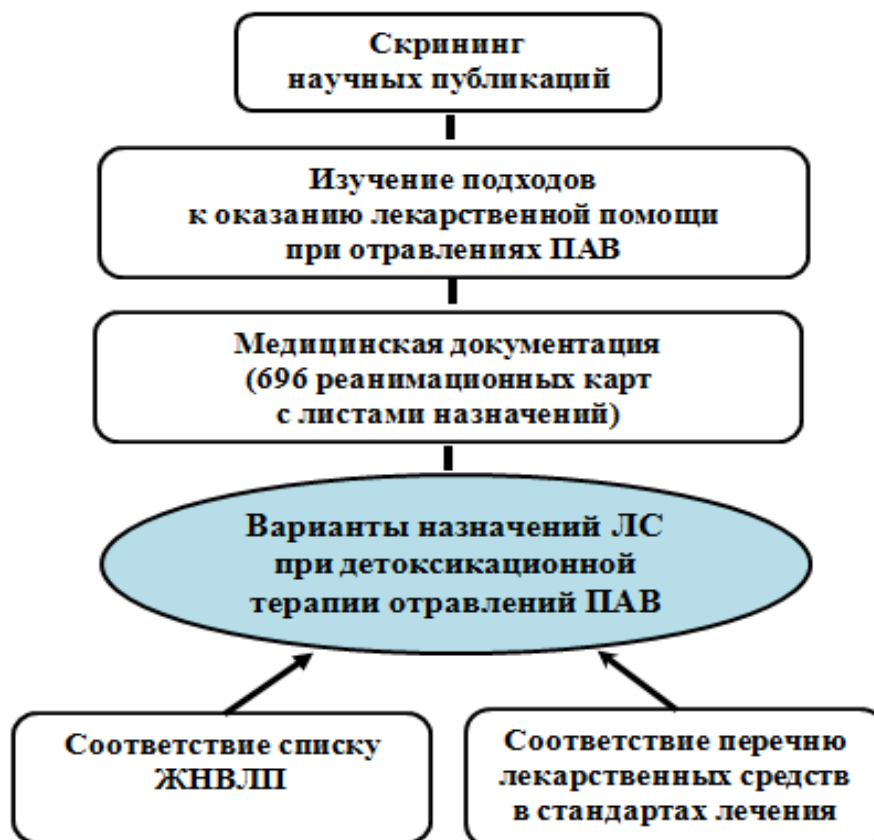 Скрининг
научных публикаций
Изучение подходов
к оказанию лекарственной помощи
при отравлениях ПАВ
Медицинская документация
(696 реанимационных карт
с листами назначений)
Варианты назначений ЛС
при детоксикационной
терапии отравлений ПАВ
Соответствие списку
ЖНВЛП
Соответствие перечню
лекарственных средств
в стандартах лечения